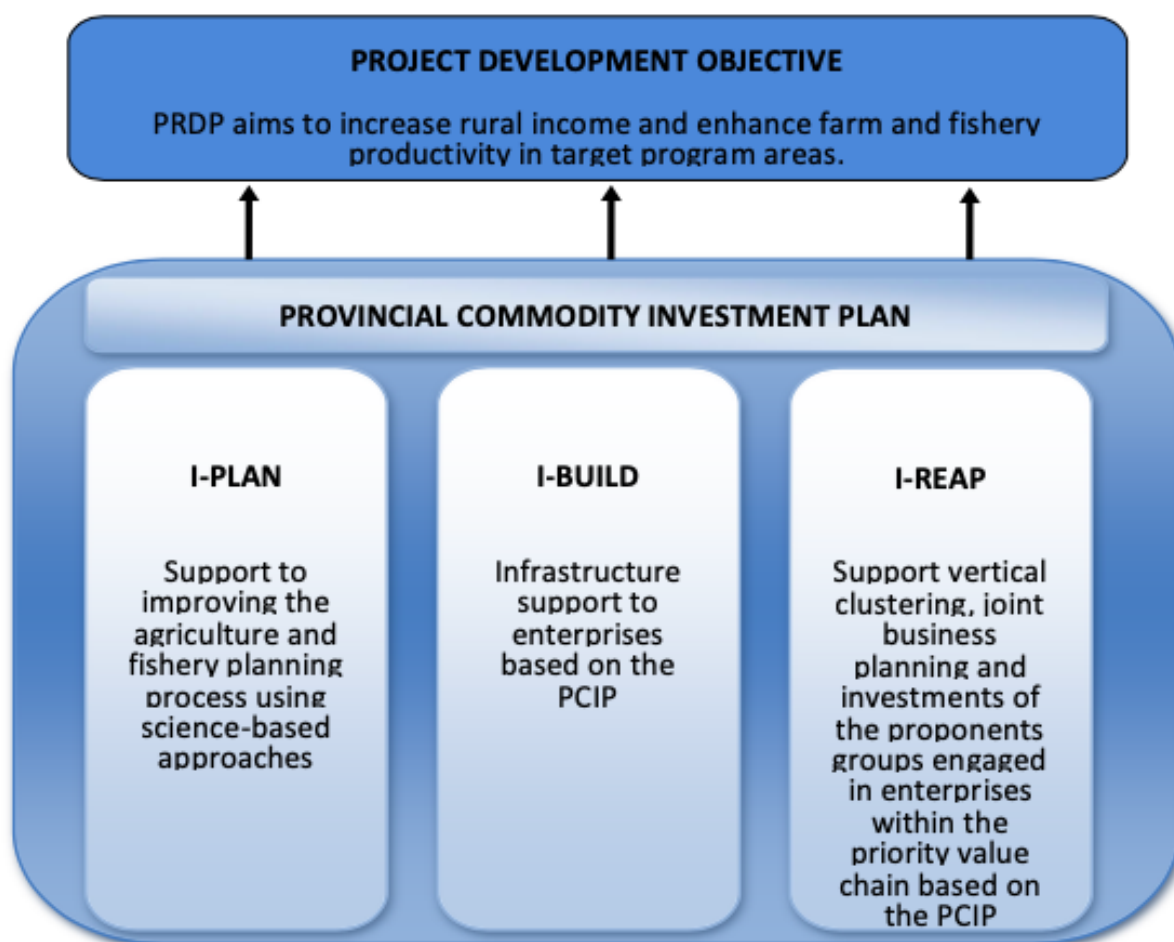 PROJECT DEVELOPMENT OBJECTIVE
PRDP aims to increase rural income and enhance farm and fishery
productivity in target program areas.
PROVINCIAL COMMODITY INVESTMENT PLAN
I-PLAN
Support to
improving the
agriculture and
fishery planning
process using
science-based
approaches
I-BUILD
Infrastructure
support to
enterprises
based on the
PCIP
I-REAP
Support vertical
clustering, joint
business
planning and
investments of
the proponents
groups engaged
in enterprises
within the
priority value
chain based on
the PCIP